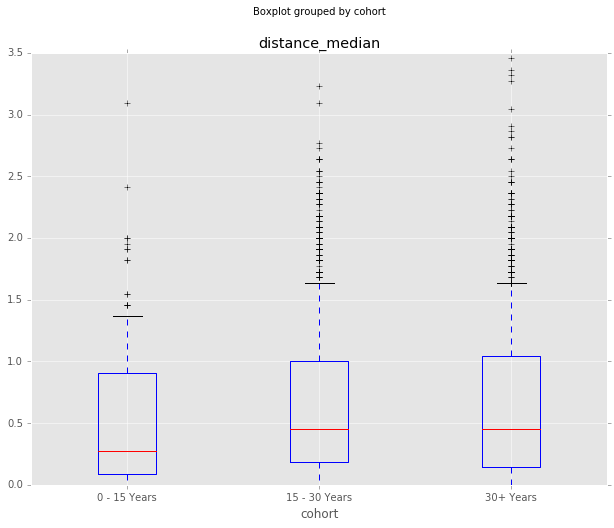 Boxplot grouped by cohort
distance_median
3.5
3.0
2.5
2.0
1.5
1.0
0.5
0.0
0 - 15 Years
15 - 30 Years
30+ Years
cohort